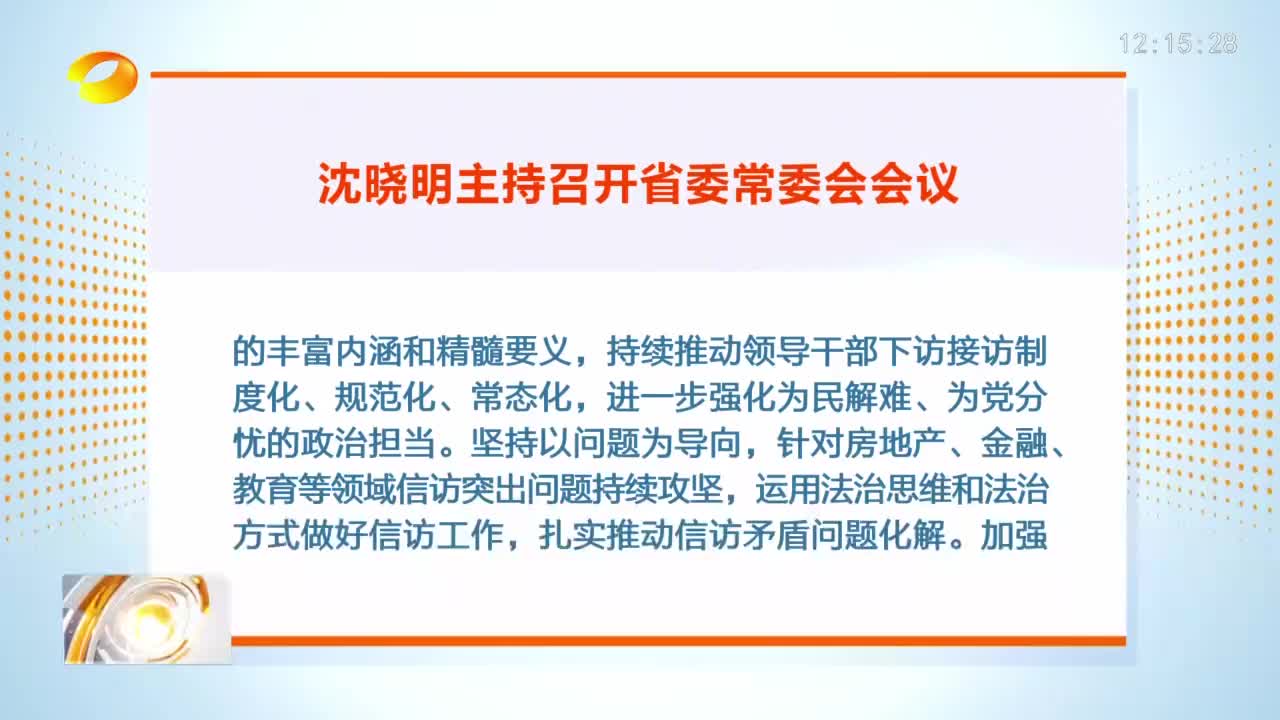 12:15:28
沈晓明主持召开省委常委会会议
的丰富内涵和精髓要义，持续推动领导干部下访接访制
度化、规范化、常态化，进一步强化为民解难、为党分
忧的政治担当。坚持以问题为导向，针对房地产、金融、
教育等领域信访突出问题持续攻坚，运用法治思维和法治
方式做好信访工作，扎实推动信访矛盾问题化解。加强